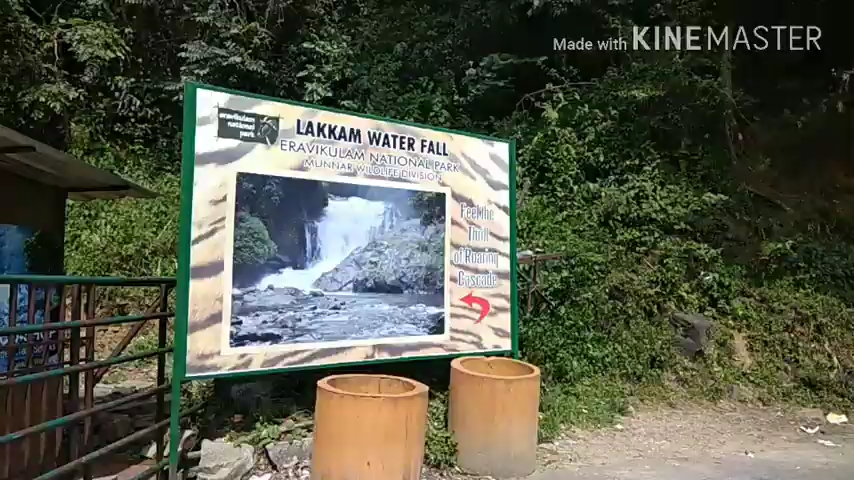 Made with KINEMASTER
eravikulam
national
park
LAKKAM WATER FALL
ERAVIKULAM NATIONAL PARK
MUNNAR WILDLIFE DIVISION
Feel the
Thrill
of Roaring
Cascade